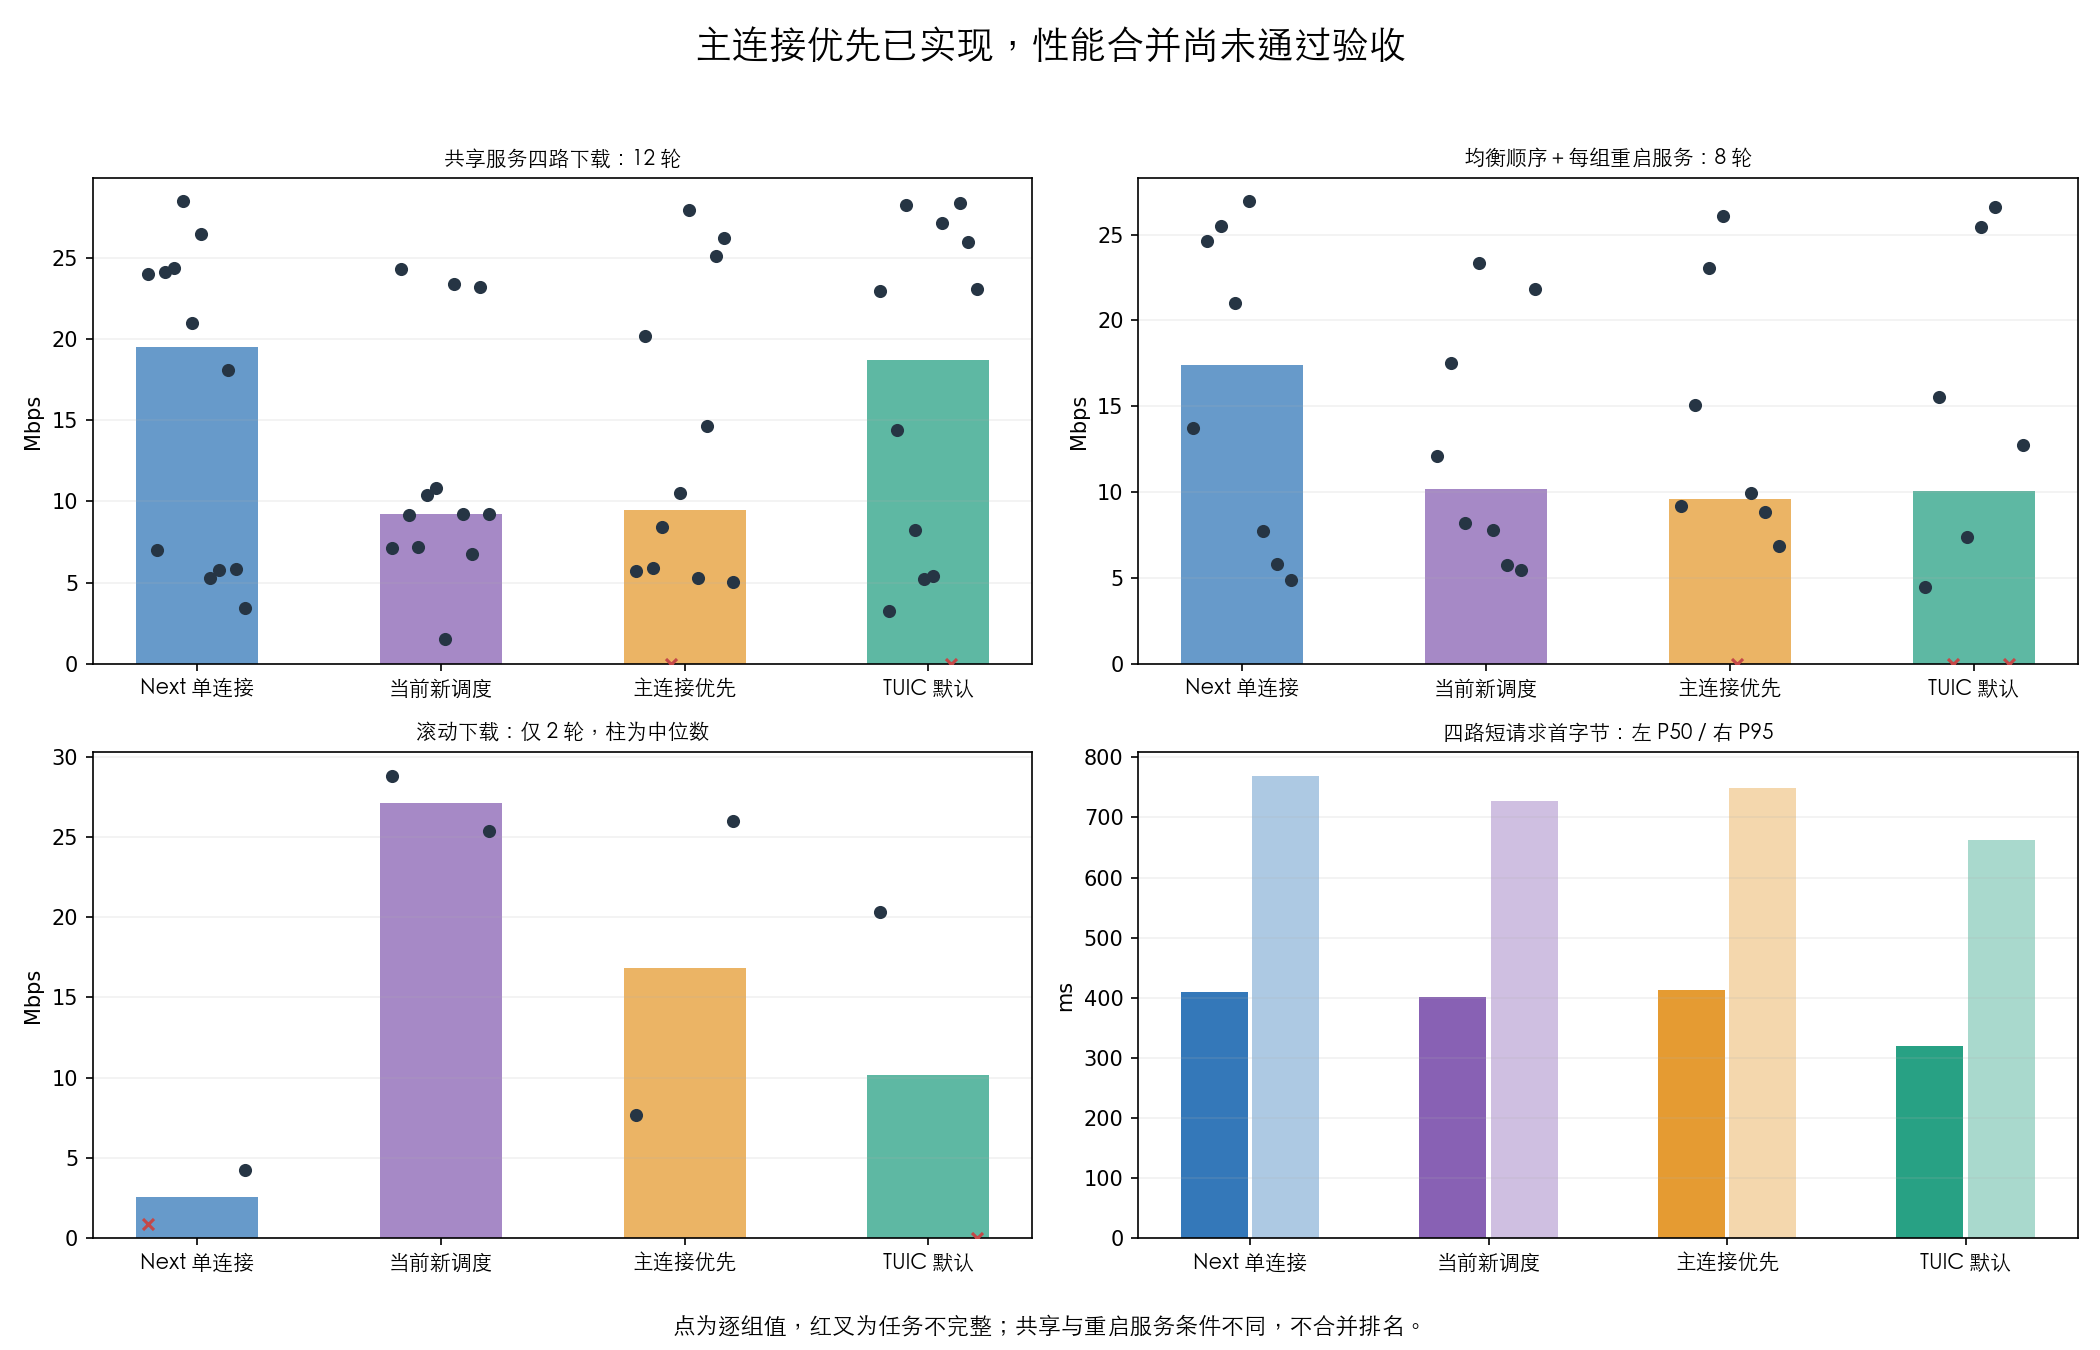 主连接优先已实现，性能合并尚未通过验收
共享服务四路下载：12 轮
Mbps
25
20
15
10
5
0
Next 单连接
当前新调度
主连接优先
TUIC 默认
均衡顺序 + 每组重启服务：8 轮
Mbps
25
20
15
10
5
0
Next 单连接
当前新调度
主连接优先
TUIC 默认
滚动下载：仅 2 轮，柱为中位数
Mbps
30
25
20
15
10
5
0
Next 单连接
当前新调度
主连接优先
TUIC 默认
四路短请求首字节：左 P50 / 右 P95
ms
800
700
600
500
400
300
200
100
0
Next 单连接
当前新调度
主连接优先
TUIC 默认
点为逐组值，红叉为任务不完整；共享与重启服务条件不同，不合并排名。